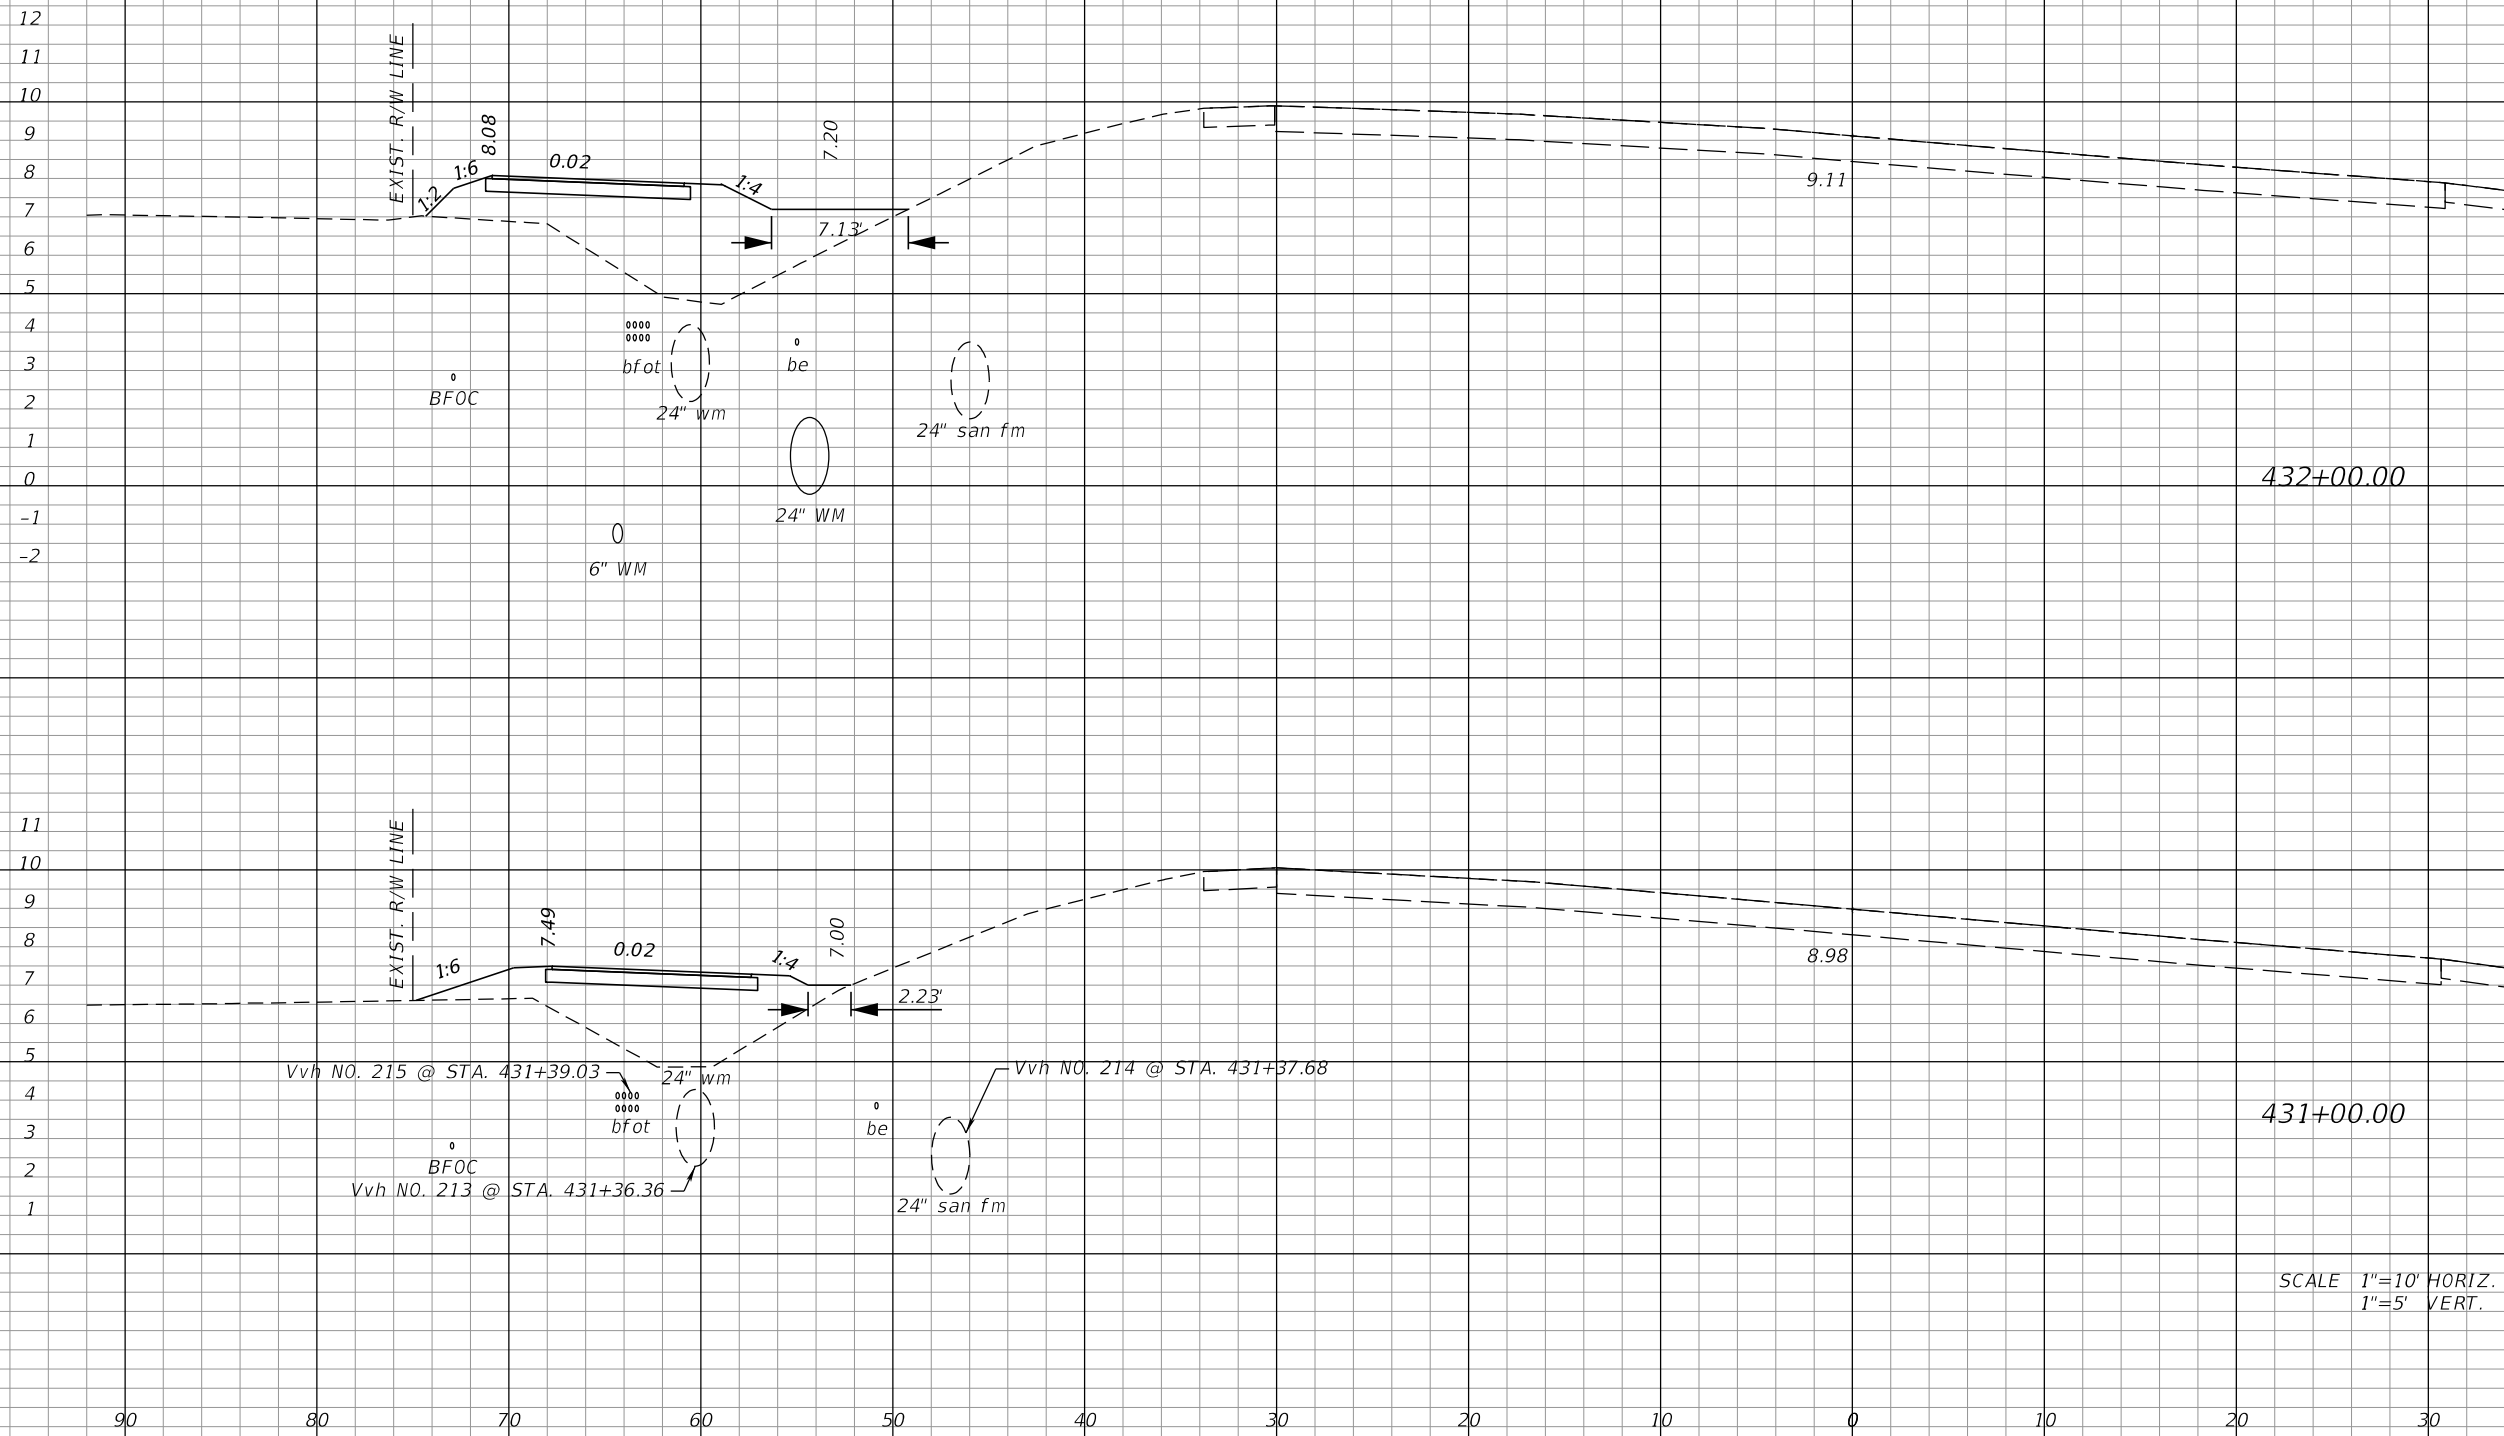 12
11
10
9
8
7
6
5
4
3
2
1
0
-1
-2
EXIST. R/W LINE
1:2
1:6
8.08
0.02
1:4
7.20
7.13'
9.11
bfot
be
BFOC
24" wm
24" san fm
24" WM
6" WM
432+00.00
11
10
9
8
7
6
5
4
3
2
1
EXIST. R/W LINE
1:6
7.49
0.02
1:4
7.00
2.23'
8.98
Vvh NO. 215 @ STA. 431+39.03
24" wm
Vvh NO. 214 @ STA. 431+37.68
bfot
be
BFOC
Vvh NO. 213 @ STA. 431+36.36
24" san fm
431+00.00
SCALE 1"=10' HORIZ.
1"=5' VERT.
90 80 70 60 50 40 30 20 10 0 10 20 30